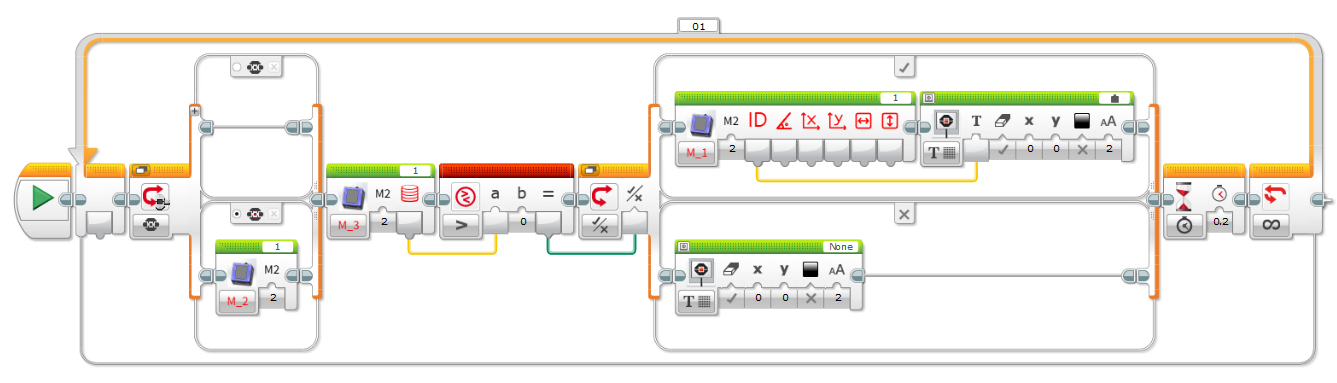 01
1
M2 ID x y
M_1
2
T x y AA
T
0 0 2
1
M2
M_3
2
a b =
>
0
1
M2
M_2
2
None
x y AA
T
0 0 2
0.2
∞